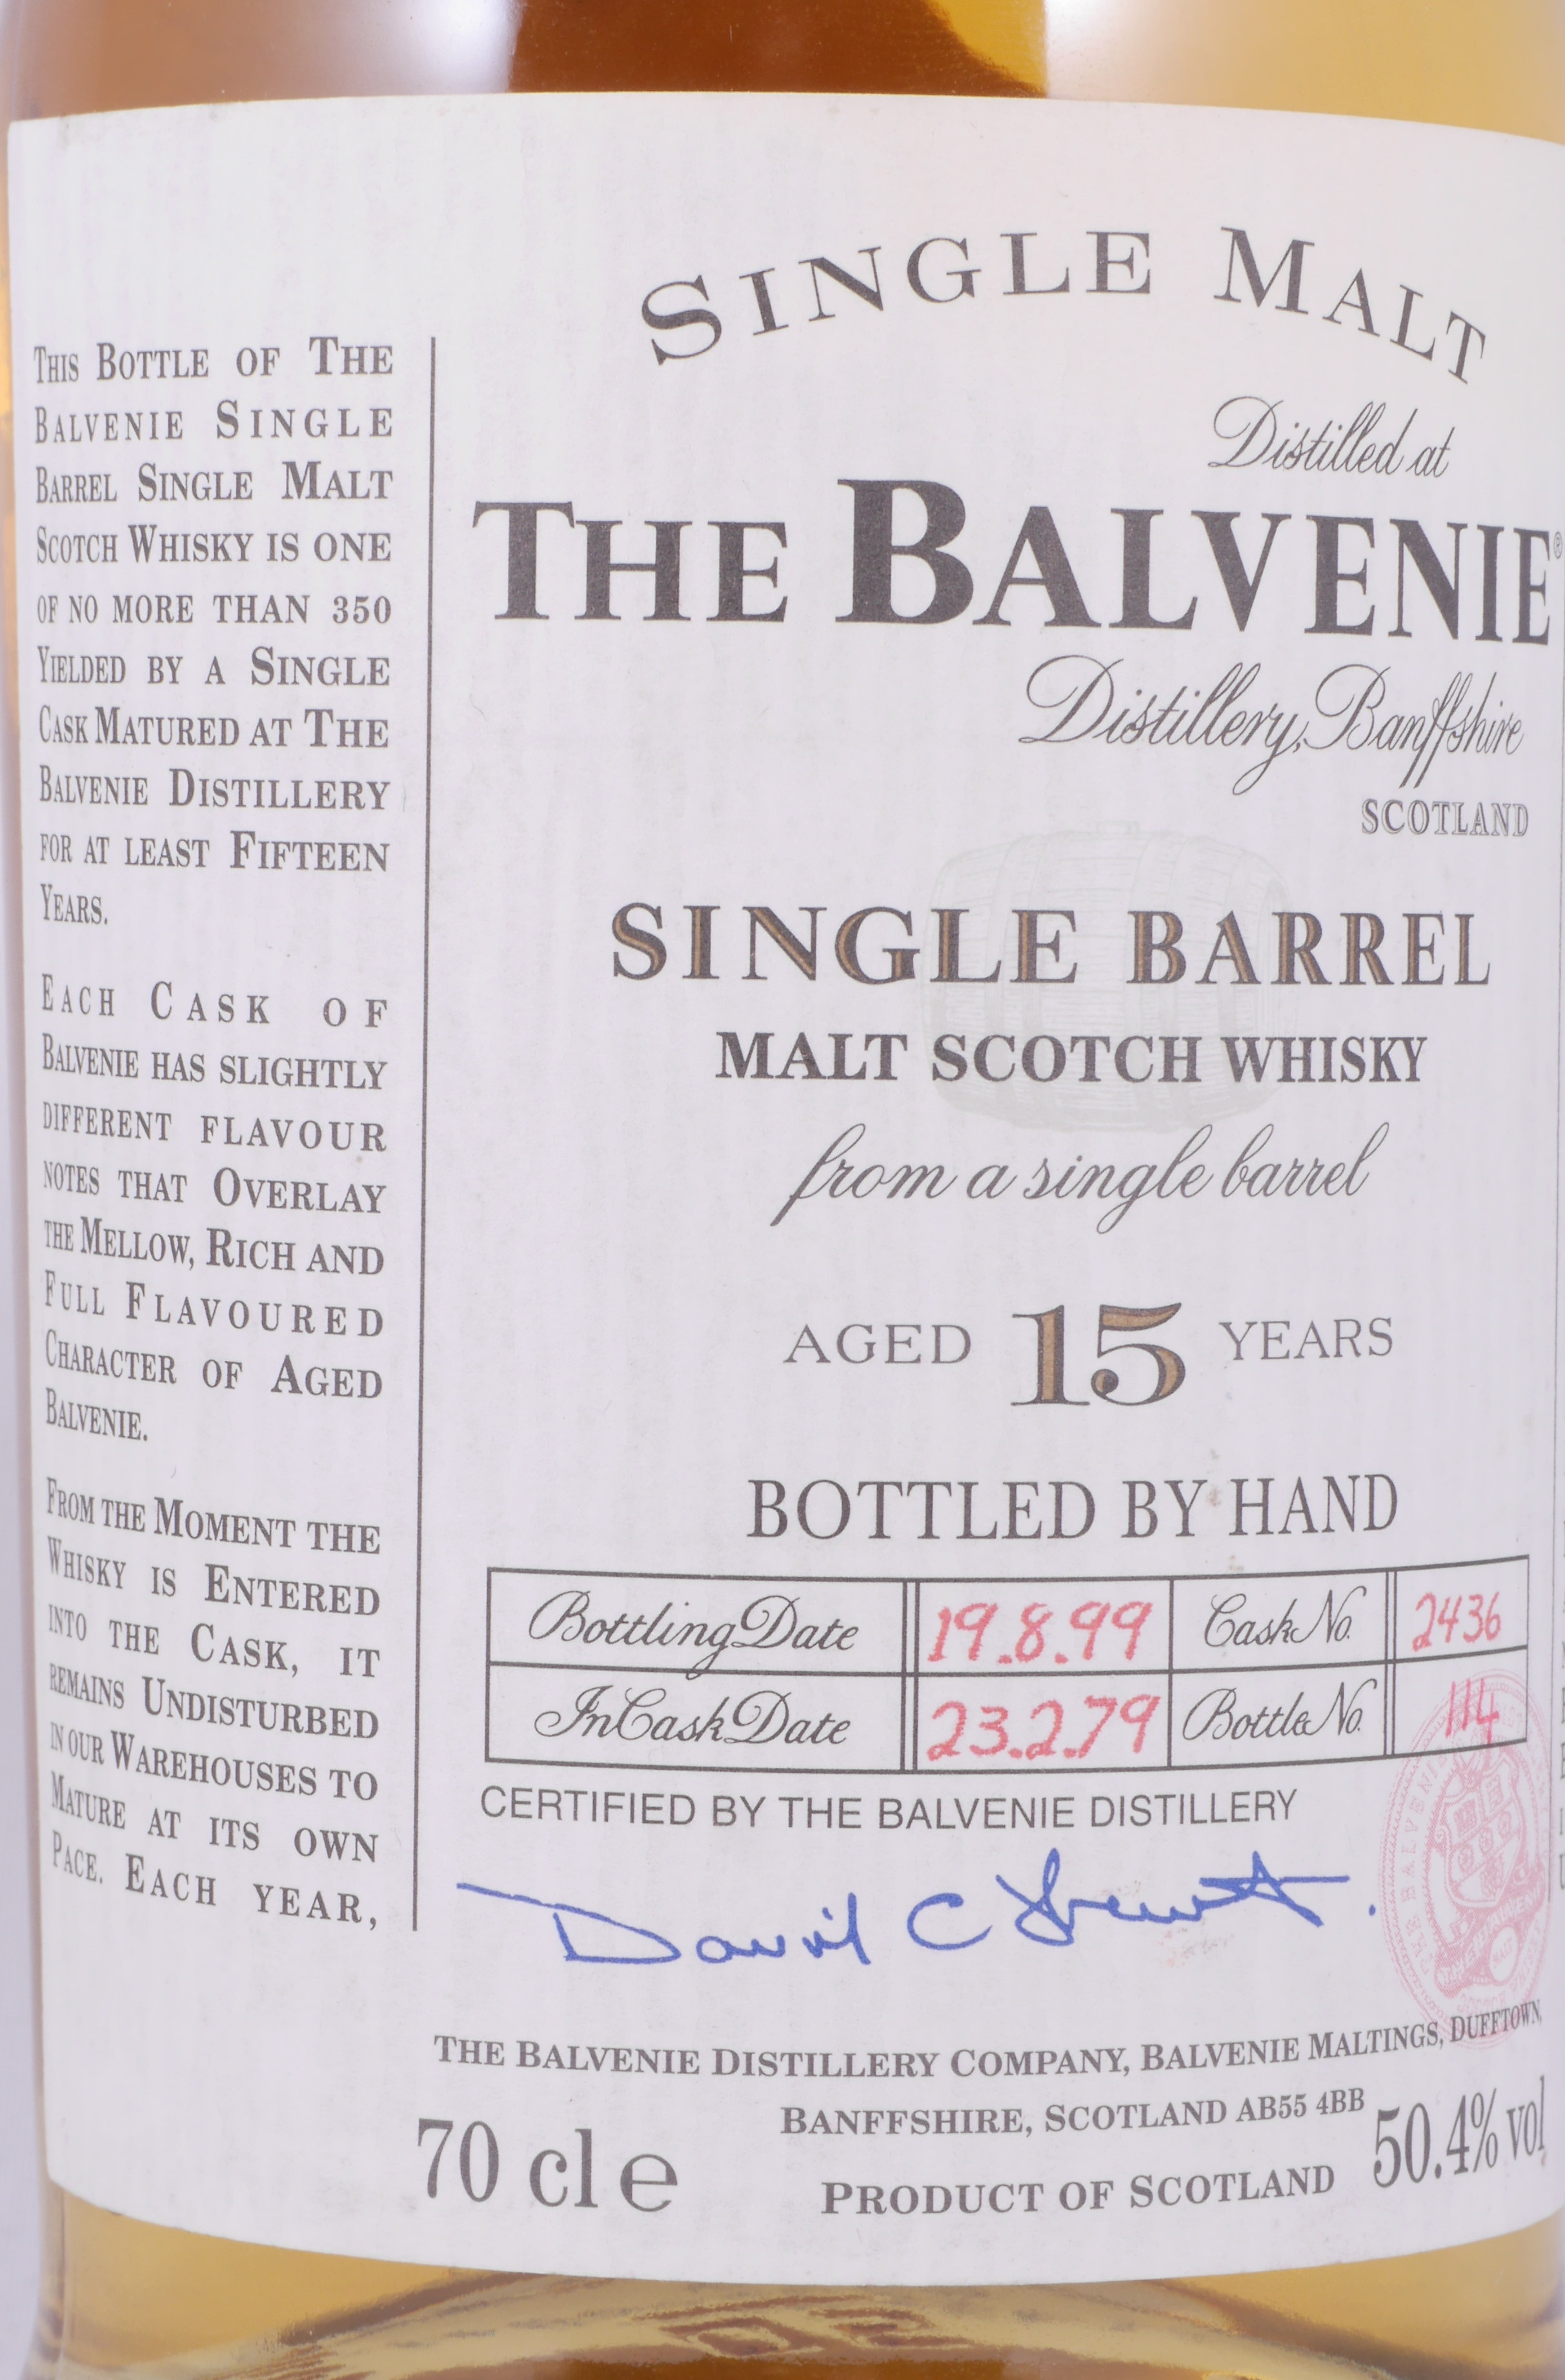 THIS BOTTLE OF THE
BALVENIE SINGLE
BARREL SINGLE MALT
SCOTCH WHISKY IS ONE
OF NO MORE THAN 350
YIELDED BY A SINGLE
CASK MATURED AT THE
BALVENIE DISTILLERY
FOR AT LEAST FIFTEEN
YEARS.
EACH CASK OF
BALVENIE HAS SLIGHTLY
DIFFERENT FLAVOUR
NOTES THAT OVERLAY
THE MELLOW, RICH AND
FULL FLAVOURED
CHARACTER OF AGED
BALVENIE.
FROM THE MOMENT THE
WHISKY IS ENTERED
INTO THE CASK, IT
REMAINS UNDISTURBED
IN OUR WAREHOUSES TO
MATURE AT ITS OWN
PACE. EACH YEAR,
SINGLE MALT
Distilled at
THE BALVENIE®
Distillery, Banffshire
SCOTLAND
SINGLE BARREL
MALT SCOTCH WHISKY
from a single barrel
AGED 15 YEARS
BOTTLED BY HAND
Bottling Date 19.8.99 Cask No. 2436
In Cask Date 23.2.79 Bottle No. 114
CERTIFIED BY THE BALVENIE DISTILLERY
David C Stewart.
THE BALVENIE DISTILLERY COMPANY, BALVENIE MALTINGS, DUFFTOWN,
BANFFSHIRE, SCOTLAND AB55 4BB
70 cl e
PRODUCT OF SCOTLAND
50.4% vol